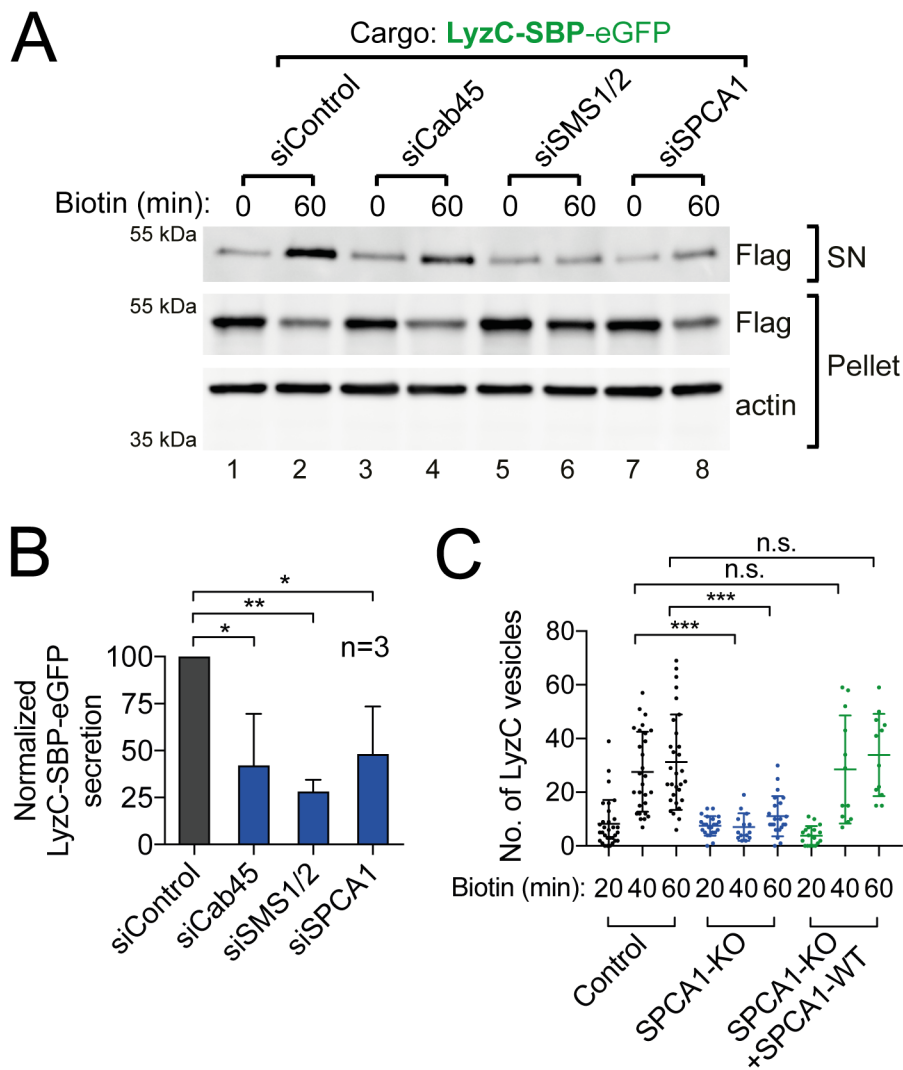 A
Cargo: LyzC-SBP-eGFP
siControl siCab45 siSMS1/2 siSPCA1
Biotin (min): 0 60 0 60 0 60 0 60
55 kDa
Flag SN
55 kDa
Flag
Pellet
actin
35 kDa
1 2 3 4 5 6 7 8
B
* 
**
*
n=3
Normalized
LyzC-SBP-eGFP
secretion
100
75
50
25
0
siControl siCab45 siSMS1/2 siSPCA1
C
n.s.
n.s.
***
***
No. of LyzC vesicles
80
60
40
20
0
Biotin (min): 20 40 60 20 40 60 20 40 60
Control
SPCA1-KO
SPCA1-KO
+SPCA1-WT